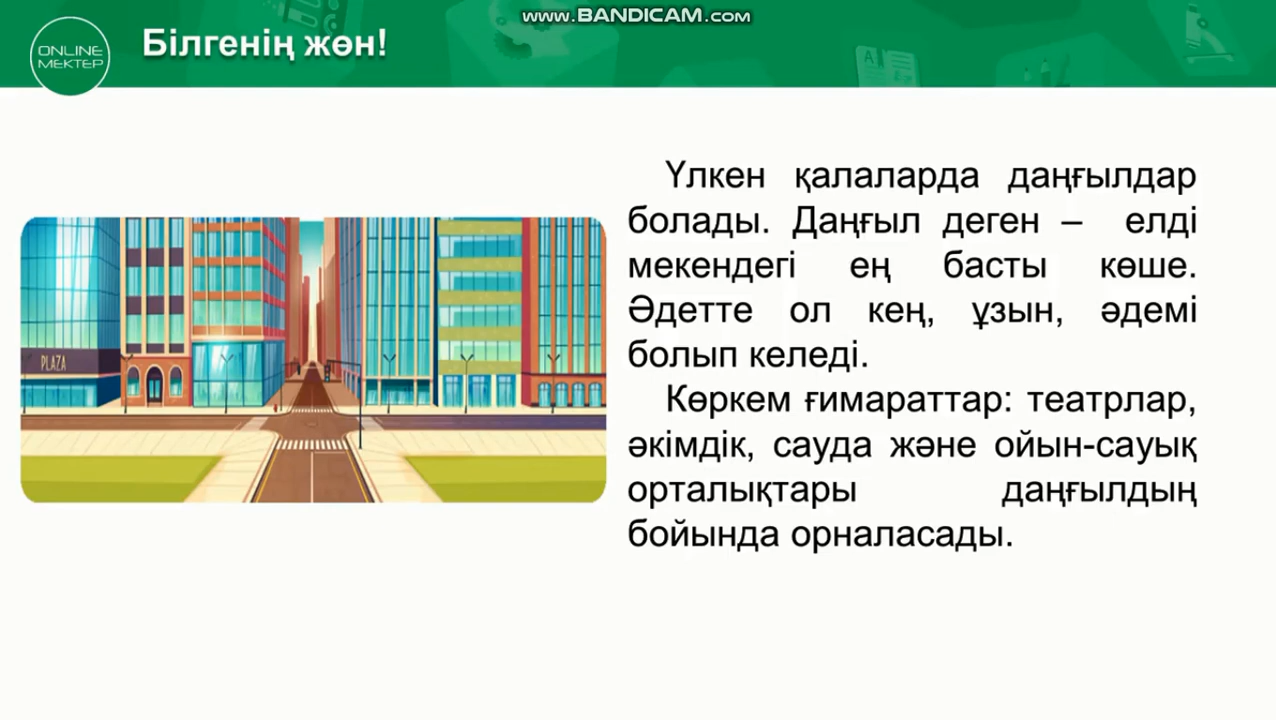 www.BANDICAM.com
ONLINE
MEKTEP
Білгенің жөн!
Үлкен қалаларда даңғылдар
болады. Даңғыл деген – елді
мекендегі ең басты көше.
Әдетте ол кең, ұзын, әдемі
болып келеді.
Көркем ғимараттар: театрлар,
әкімдік, сауда және ойын-сауық
орталықтары даңғылдың
бойында орналасады.
PLAZA